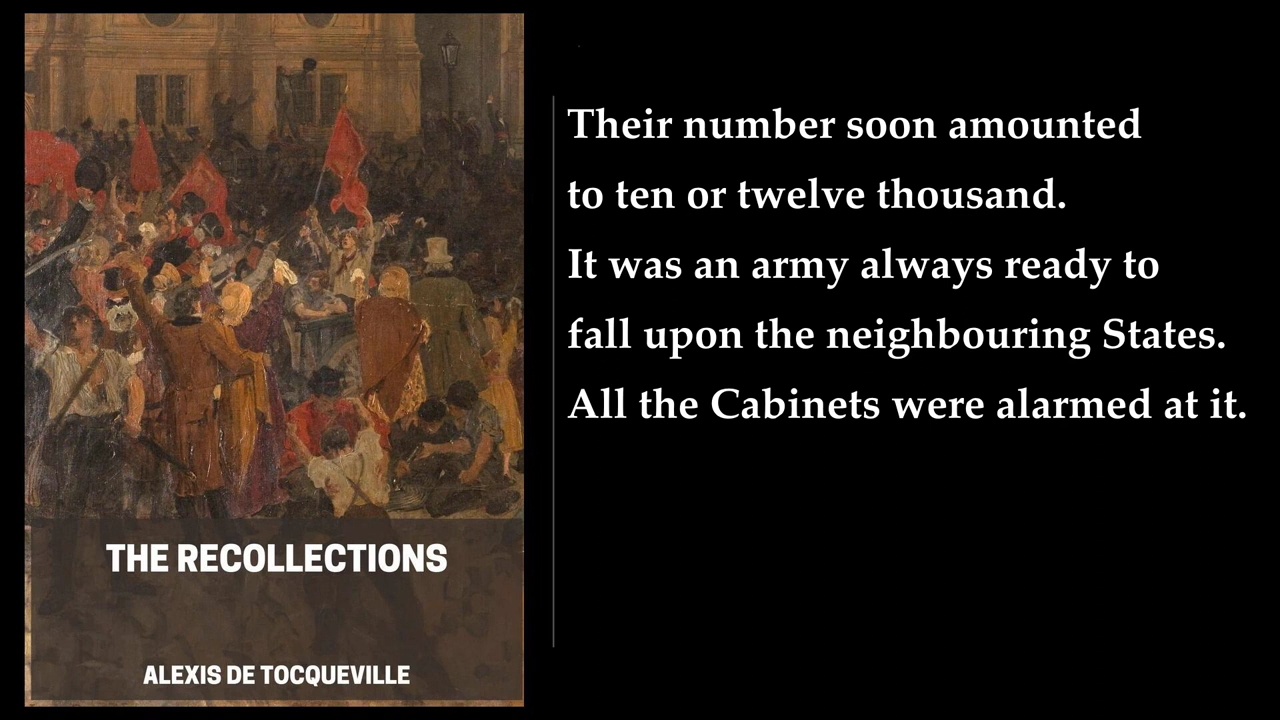 Their number soon amounted
to ten or twelve thousand.
It was an army always ready to
fall upon the neighbouring States.
All the Cabinets were alarmed at it.
THE RECOLLECTIONS
ALEXIS DE TOCQUEVILLE